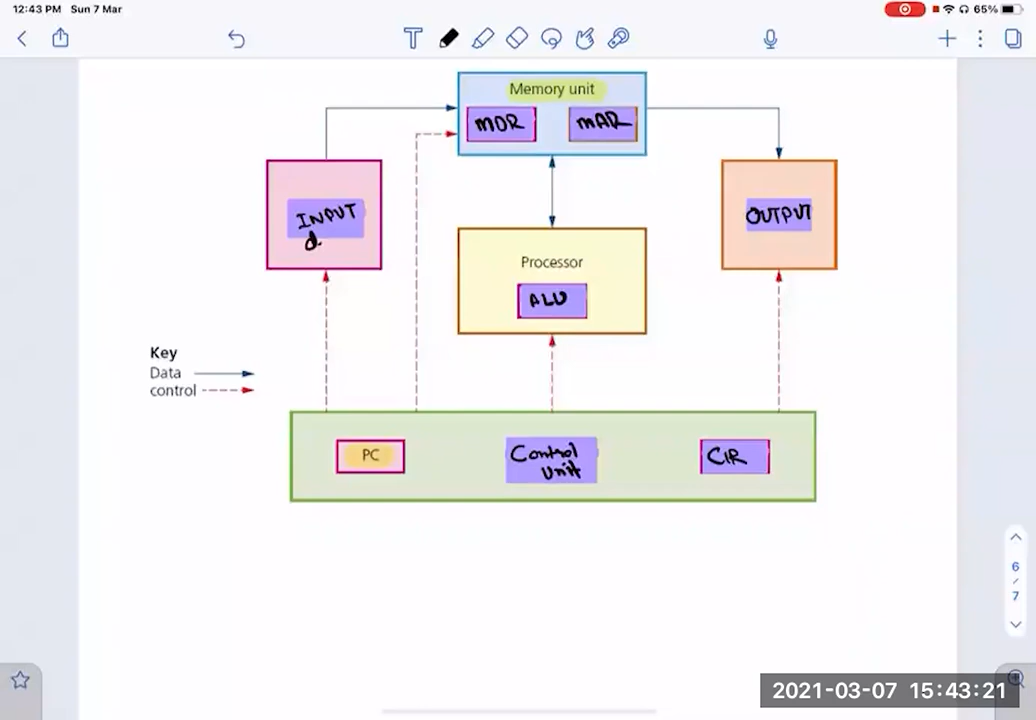 12:43 PM Sun 7 Mar
65%
T
Memory unit
MDR
MAR
INPUT
d.
OUTPUT
Processor
ALU
Key
Data
control
PC
Control
Unit
CIR
6
/
7
2021-03-07 15:43:21